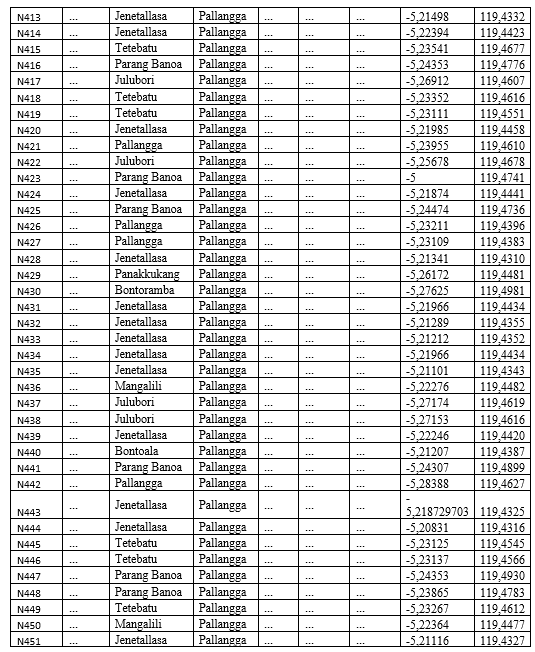 N413 ... Jenetallasa Pallangga ... ... ... -5,21498 119,4332
N414 ... Jenetallasa Pallangga ... ... ... -5,22394 119,4423
N415 ... Tetebatu Pallangga ... ... ... -5,23541 119,4677
N416 ... Parang Banoa Pallangga ... ... ... -5,24353 119,4776
N417 ... Julubori Pallangga ... ... ... -5,26912 119,4607
N418 ... Tetebatu Pallangga ... ... ... -5,23352 119,4616
N419 ... Tetebatu Pallangga ... ... ... -5,23111 119,4551
N420 ... Jenetallasa Pallangga ... ... ... -5,21985 119,4458
N421 ... Pallangga Pallangga ... ... ... -5,23955 119,4610
N422 ... Julubori Pallangga ... ... ... -5,25678 119,4678
N423 ... Parang Banoa Pallangga ... ... ... -5 119,4741
N424 ... Jenetallasa Pallangga ... ... ... -5,21874 119,4441
N425 ... Parang Banoa Pallangga ... ... ... -5,24474 119,4736
N426 ... Pallangga Pallangga ... ... ... -5,23211 119,4396
N427 ... Pallangga Pallangga ... ... ... -5,23109 119,4383
N428 ... Jenetallasa Pallangga ... ... ... -5,21341 119,4310
N429 ... Panakkukang Pallangga ... ... ... -5,26172 119,4481
N430 ... Bontoramba Pallangga ... ... ... -5,27625 119,4981
N431 ... Jenetallasa Pallangga ... ... ... -5,21966 119,4434
N432 ... Jenetallasa Pallangga ... ... ... -5,21289 119,4355
N433 ... Jenetallasa Pallangga ... ... ... -5,21212 119,4352
N434 ... Jenetallasa Pallangga ... ... ... -5,21966 119,4434
N435 ... Jenetallasa Pallangga ... ... ... -5,21101 119,4343
N436 ... Mangalili Pallangga ... ... ... -5,22276 119,4482
N437 ... Julubori Pallangga ... ... ... -5,27174 119,4619
N438 ... Julubori Pallangga ... ... ... -5,27153 119,4616
N439 ... Jenetallasa Pallangga ... ... ... -5,22246 119,4420
N440 ... Bontoala Pallangga ... ... ... -5,21207 119,4387
N441 ... Parang Banoa Pallangga ... ... ... -5,24307 119,4899
N442 ... Pallangga Pallangga ... ... ... -5,28388 119,4627
N443 ... Jenetallasa Pallangga ... ... ... -
5,218729703 119,4325
N444 ... Jenetallasa Pallangga ... ... ... -5,20831 119,4316
N445 ... Tetebatu Pallangga ... ... ... -5,23125 119,4545
N446 ... Tetebatu Pallangga ... ... ... -5,23137 119,4566
N447 ... Parang Banoa Pallangga ... ... ... -5,24353 119,4930
N448 ... Parang Banoa Pallangga ... ... ... -5,23865 119,4783
N449 ... Tetebatu Pallangga ... ... ... -5,23267 119,4612
N450 ... Mangalili Pallangga ... ... ... -5,22364 119,4477
N451 ... Jenetallasa Pallangga ... ... ... -5,21116 119,4327